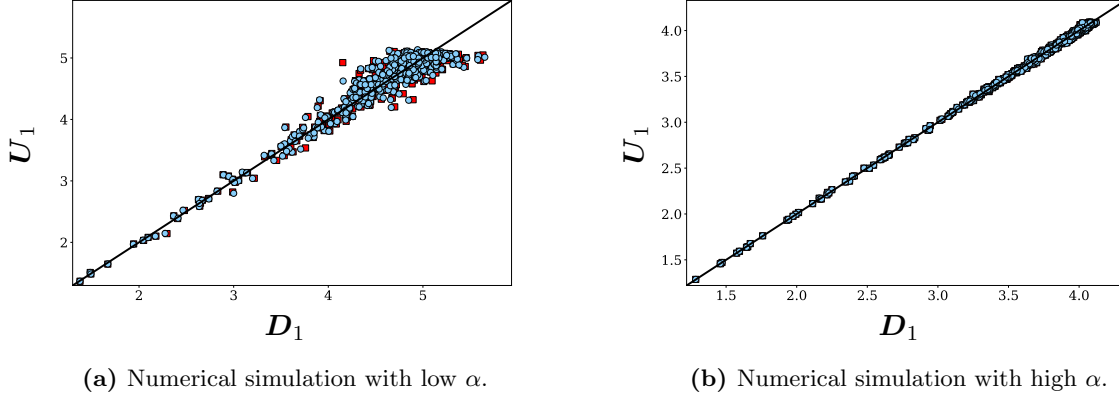 5
4
3
2
U₁
2 3 4 5
D₁
(a) Numerical simulation with low α.
4.0
3.5
3.0
2.5
2.0
1.5
U₁
1.5 2.0 2.5 3.0 3.5 4.0
D₁
(b) Numerical simulation with high α.